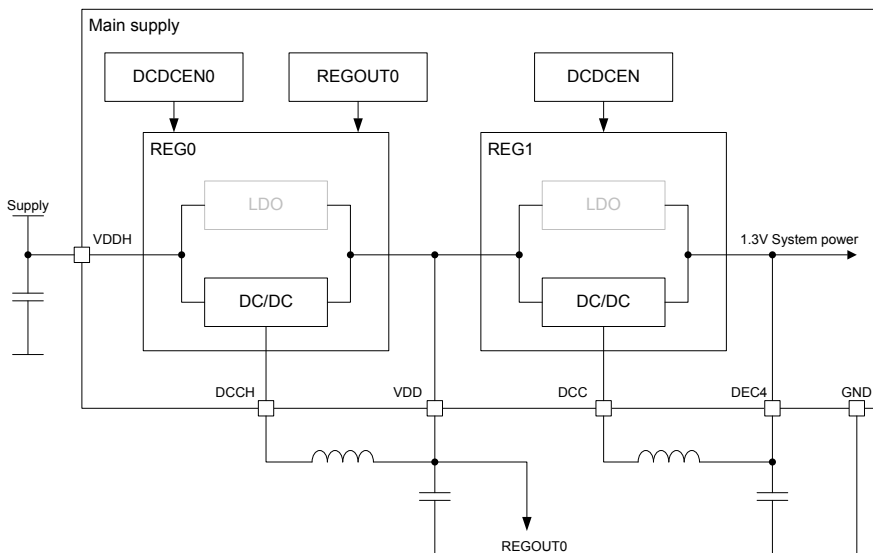 Main supply
DCDCEN0
REGOUT0
DCDCEN
REG0
REG1
LDO
LDO
Supply
VDDH
1.3V System power
DC/DC
DC/DC
DCCH
VDD
DCC
DEC4
GND
REGOUT0